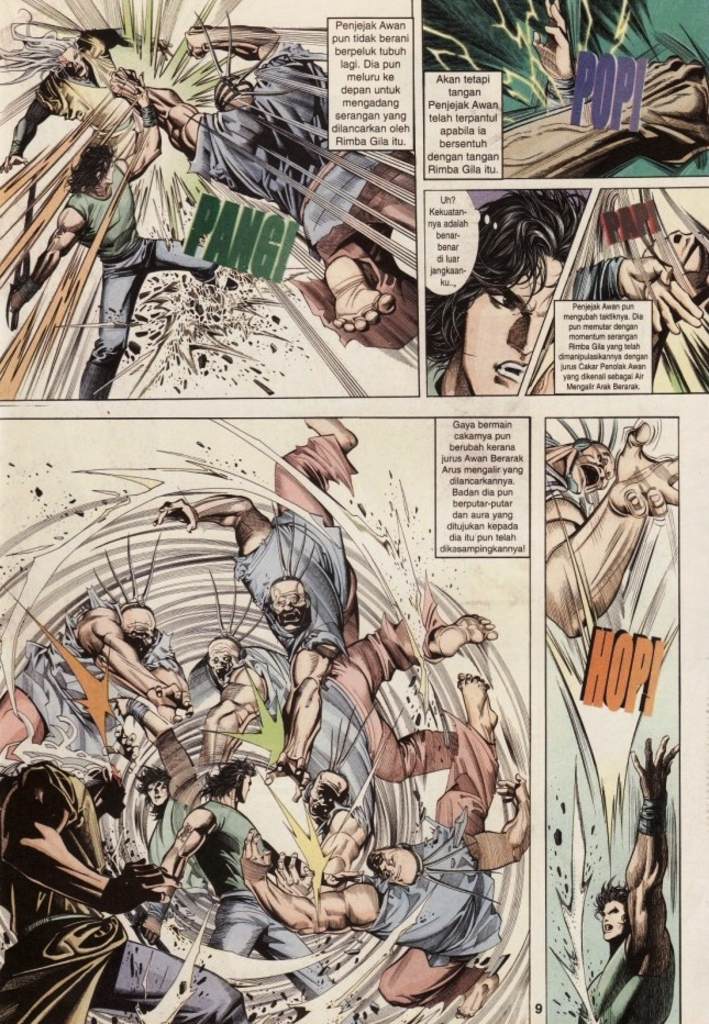 Penjejak Awan
pun tidak berani
berpeluk tubuh
lagi. Dia pun
meluru ke
depan untuk
mengadang
serangan yang
dilancarkan oleh
Rimba Gila itu.
PANG!
Akan tetapi
tangan
Penjejak Awan
telah terpantul
apabila ia
bersentuh
dengan tangan
Rimba Gila itu.
POP!
Uh?
Kekuatan-
nya adalah
benar-
benar
di luar
jangkaan-
ku..,
PAP!
Penjejak Awan pun
mengubah taktiknya. Dia
pun memutar dengan
momentum serangan
Rimba Gila yang telah
dimanipulasikannya dengan
jurus Cakar Penolak Awan
yang dikenali sebagai Air
Mengalir Arak Berarak.
Gaya bermain
cakarnya pun
berubah kerana
jurus Awan Berarak
Arus mengalir yang
dilancarkannya.
Badan dia pun
berputar-putar
dan aura yang
ditujukan kepada
dia itu pun telah
dikesampingkannya!
HOP!
9